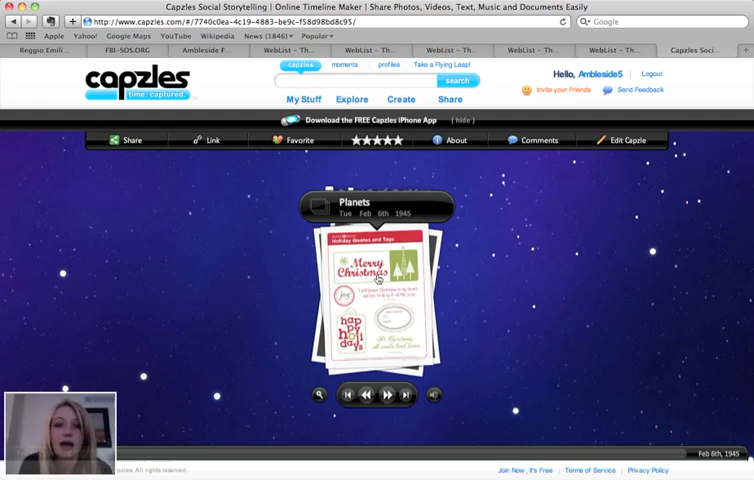 Capzles Social Storytelling | Online Timeline Maker | Share Photos, Videos, Text, Music and Documents Easily
http://www.capzles.com/#/7740c0ea-4c19-4883-be9c-f58d98bd8c95/
Google
Apple Yahoo! Google Maps YouTube Wikipedia News (1846) Popular
Reggio Emili... FBI-SOS.ORG Ambleside F... WebList – Th... WebList – Th... WebList – Th... WebList – Th... WebList – Th... Capzles Soci...
capzles moments profiles Take a Flying Leap!
capzles
time. captured.
search
Hello, Ambleside5 Logout
Invite your Friends Send Feedback
My Stuff Explore Create Share
Download the FREE Capzles iPhone App ( hide )
Share Link Favorite About Comments Edit Capzle
Planets
Tue Feb 6th 1945
Holiday Quotes and Tags
Merry
Christmas
joy
happy
holi
days
Feb 6th, 1945
All rights reserved.
Join Now, It's Free Terms of Service Privacy Policy